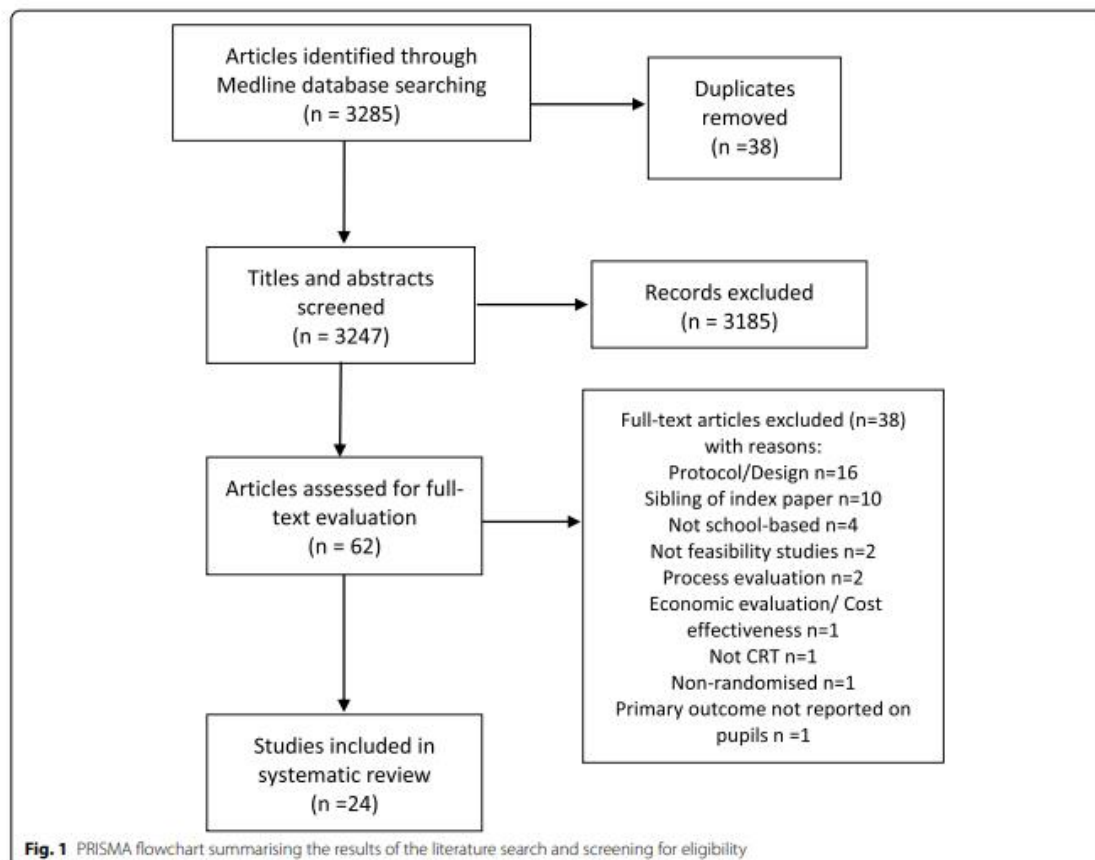 Articles identified through
Medline database searching
(n = 3285)
Duplicates
removed
(n =38)
Titles and abstracts
screened
(n = 3247)
Records excluded
(n = 3185)
Articles assessed for full-
text evaluation
(n = 62)
Full-text articles excluded (n=38)
with reasons:
Protocol/Design n=16
Sibling of index paper n=10
Not school-based n=4
Not feasibility studies n=2
Process evaluation n=2
Economic evaluation/ Cost
effectiveness n=1
Not CRT n=1
Non-randomised n=1
Primary outcome not reported on
pupils n =1
Studies included in
systematic review
(n =24)
Fig. 1 PRISMA flowchart summarising the results of the literature search and screening for eligibility